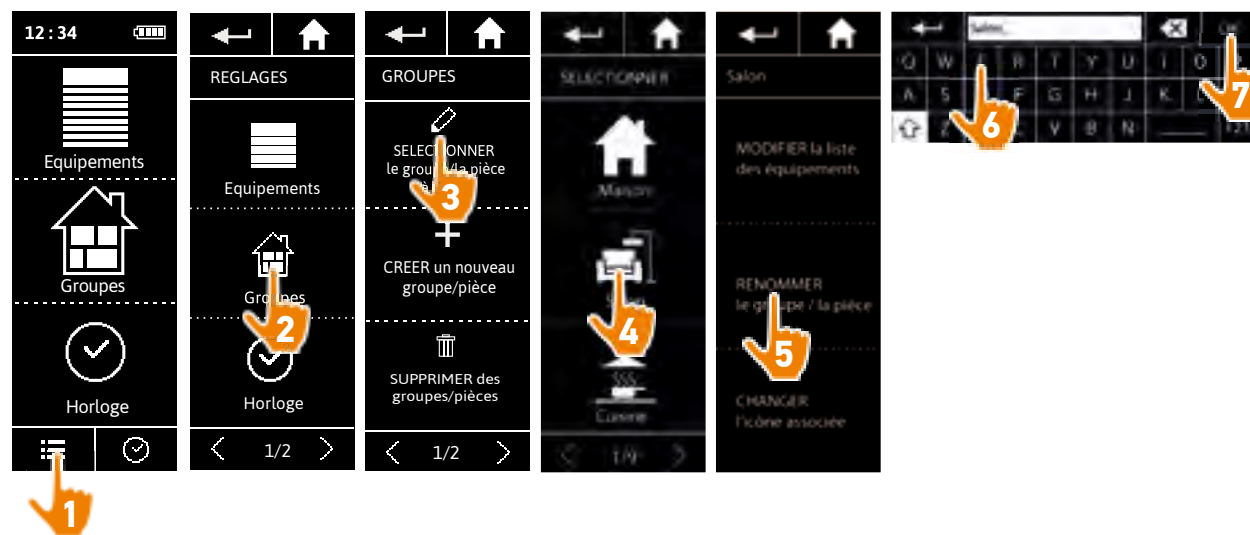 12:34
Equipements
Groupes
Horloge
1
REGLAGES
Equipements
Groupes
2
Horloge
1/2
GROUPES
SELECTIONNER
le groupe/la pièce
à
3
CREER un nouveau
groupe/pièce
SUPPRIMER des
groupes/pièces
1/2
SELECTIONNER
Maison
Salon
4
Cuisine
Salon
MODIFIER la liste
des équipements
RENOMMER
le groupe / la pièce
5
CHANGER
l'icône associée
Salon
OK
Q W R T Y U I O
A S F G H J K
Z V B N 121
6
7